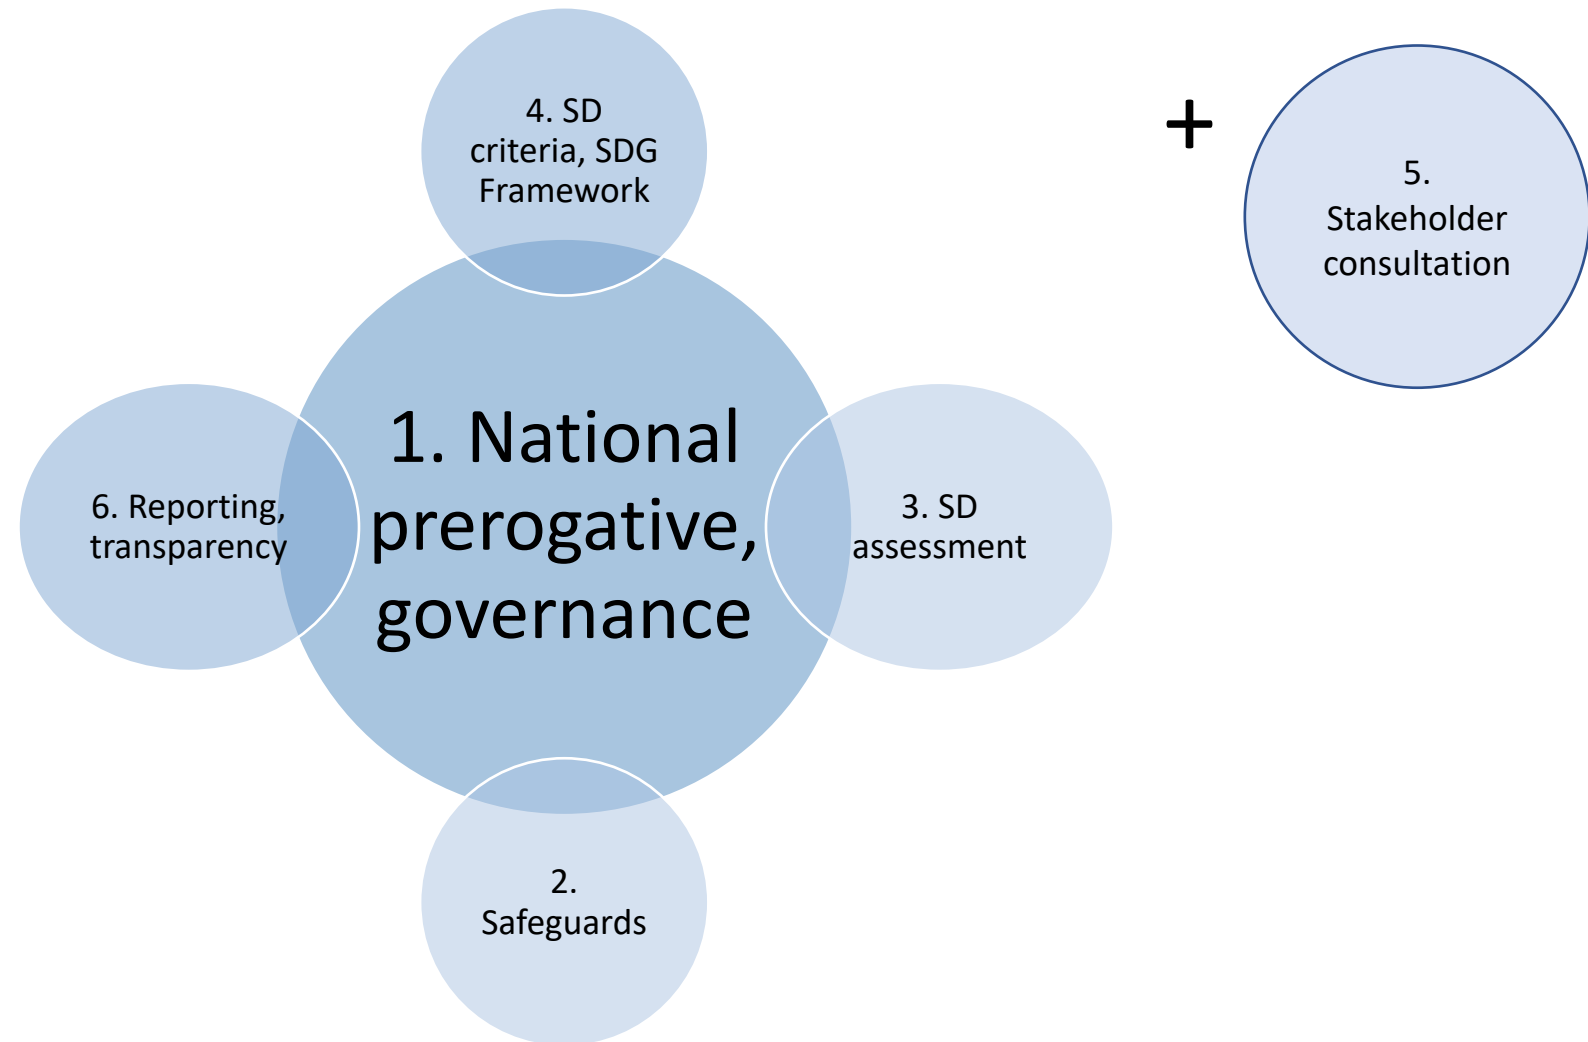 4. SD
criteria, SDG
Framework
+
5.
Stakeholder
consultation
1. National
prerogative,
governance
6. Reporting,
transparency
3. SD
assessment
2.
Safeguards